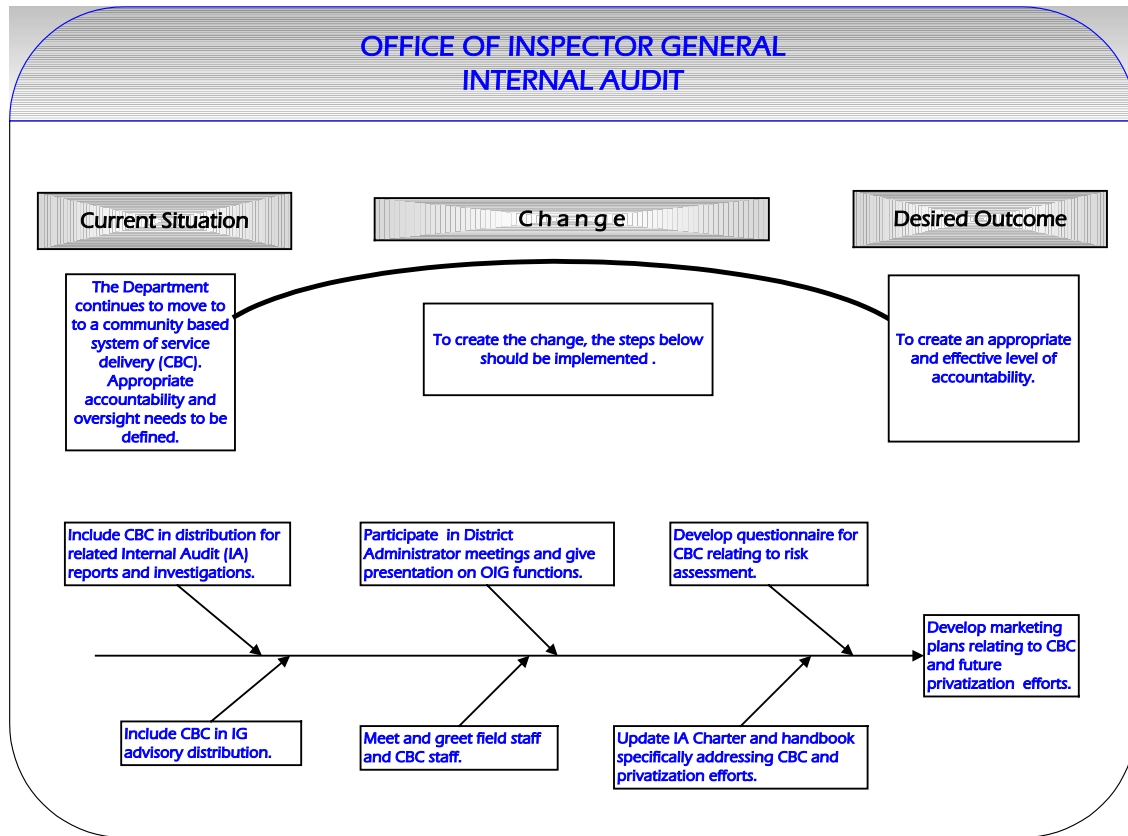 OFFICE OF INSPECTOR GENERAL
INTERNAL AUDIT
Current Situation
C h a n g e
Desired Outcome
The Department
continues to move to
to a community based
system of service
delivery (CBC).
Appropriate
accountability and
oversight needs to be
defined.
To create the change, the steps below
should be implemented .
To create an appropriate
and effective level of
accountability.
Include CBC in distribution for
related Internal Audit (IA)
reports and investigations.
Participate in District
Administrator meetings and give
presentation on OIG functions.
Develop questionnaire for
CBC relating to risk
assessment.
Develop marketing
plans relating to CBC
and future
privatization efforts.
Include CBC in IG
advisory distribution.
Meet and greet field staff
and CBC staff.
Update IA Charter and handbook
specifically addressing CBC and
privatization efforts.